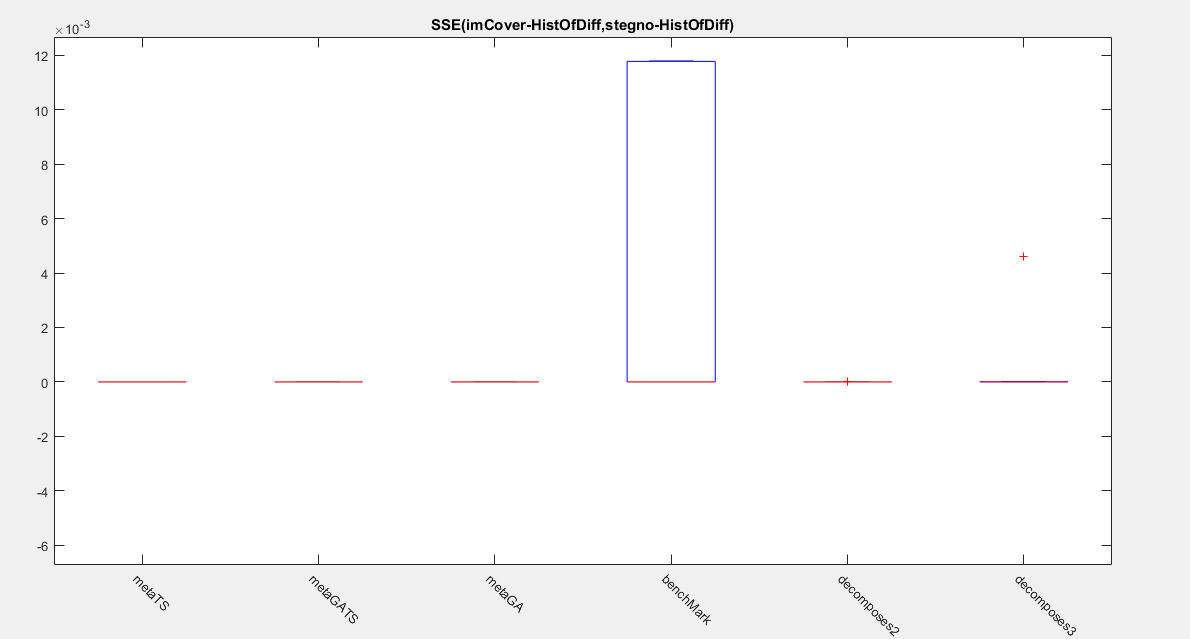 SSE(imCover-HistOfDiff,stegno-HistOfDiff)
×10⁻³
12
10
8
6
4
2
0
-2
-4
-6
metaTS
metaGATS
metaGA
benchMark
decomposes2
decomposes3